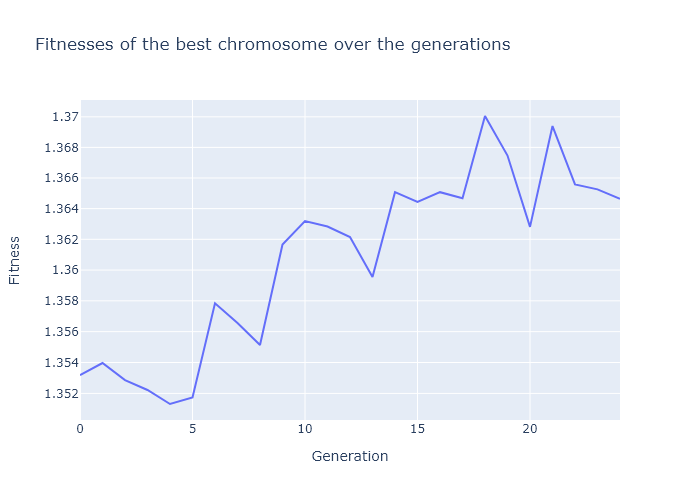 Fitnesses of the best chromosome over the generations
1.37
1.368
1.366
1.364
1.362
1.36
1.358
1.356
1.354
1.352
Fitness
0 5 10 15 20
Generation